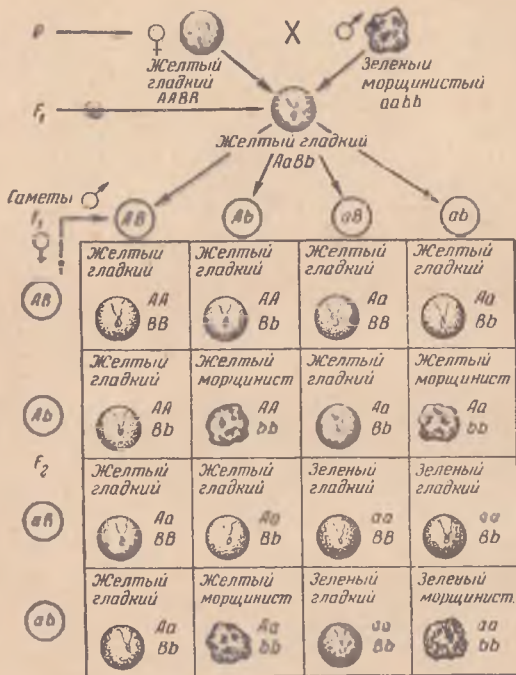 P ♀ X ♂
Желтый гладкий AABB
Зеленый морщинистый aabb
F₁
Желтый гладкий
AaBb
Гаметы ♂
F₁ AB Ab aB ab
♀
Желтый гладкий Желтый гладкий Желтый гладкий Желтый гладкий
AB AA BB AA Bb Aa BB Aa Bb
Желтый гладкий Желтый морщинист Желтый гладкий Желтый морщинист
Ab AA Bb AA bb Aa Bb Aa bb
F₂
Желтый гладкий Желтый гладкий Зеленый гладкий Зеленый гладкий
aB Aa BB Aa Bb aa BB aa Bb
Желтый гладкий Желтый морщинист Зеленый гладкий Зеленый морщинист.
ab Aa Bb Aa bb aa Bb aa bb